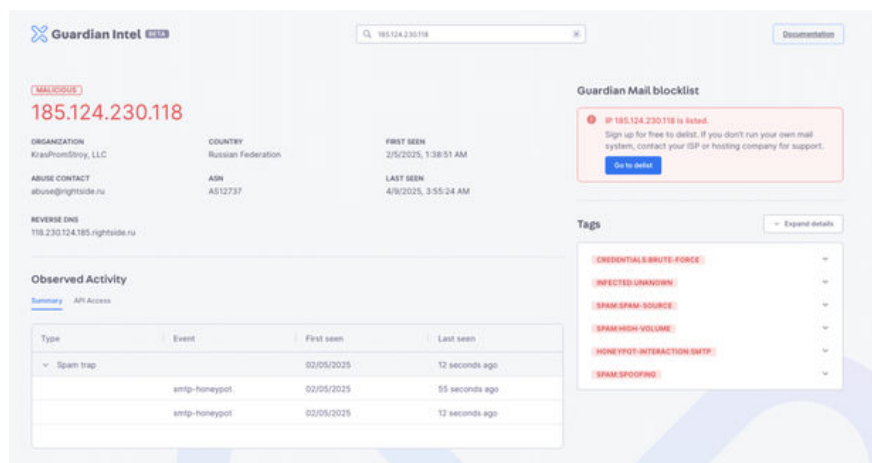 Guardian Intel BETA
185.124.230.118
Documentation
MALICIOUS
185.124.230.118
ORGANIZATION
KrasPromStroy, LLC
COUNTRY
Russian Federation
FIRST SEEN
2/5/2025, 1:38:51 AM
ABUSE CONTACT
abuse@rightside.ru
ASN
AS12737
LAST SEEN
4/9/2025, 3:55:24 AM
REVERSE DNS
118.230.124.185.rightside.ru
Observed Activity
Summary API Access
Type Event First seen Last seen
Spam trap 02/05/2025 12 seconds ago
smtp-honeypot 02/05/2025 55 seconds ago
smtp-honeypot 02/05/2025 12 seconds ago
Guardian Mail blocklist
IP 185.124.230.118 is listed.
Sign up for free to delist. If you don't run your own mail
system, contact your ISP or hosting company for support.
Go to delist
Tags
Expand details
CREDENTIALS:BRUTE-FORCE
INFECTED:UNKNOWN
SPAM:SPAM-SOURCE
SPAM:HIGH-VOLUME
HONEYPOT-INTERACTION:SMTP
SPAM:SPOOFING